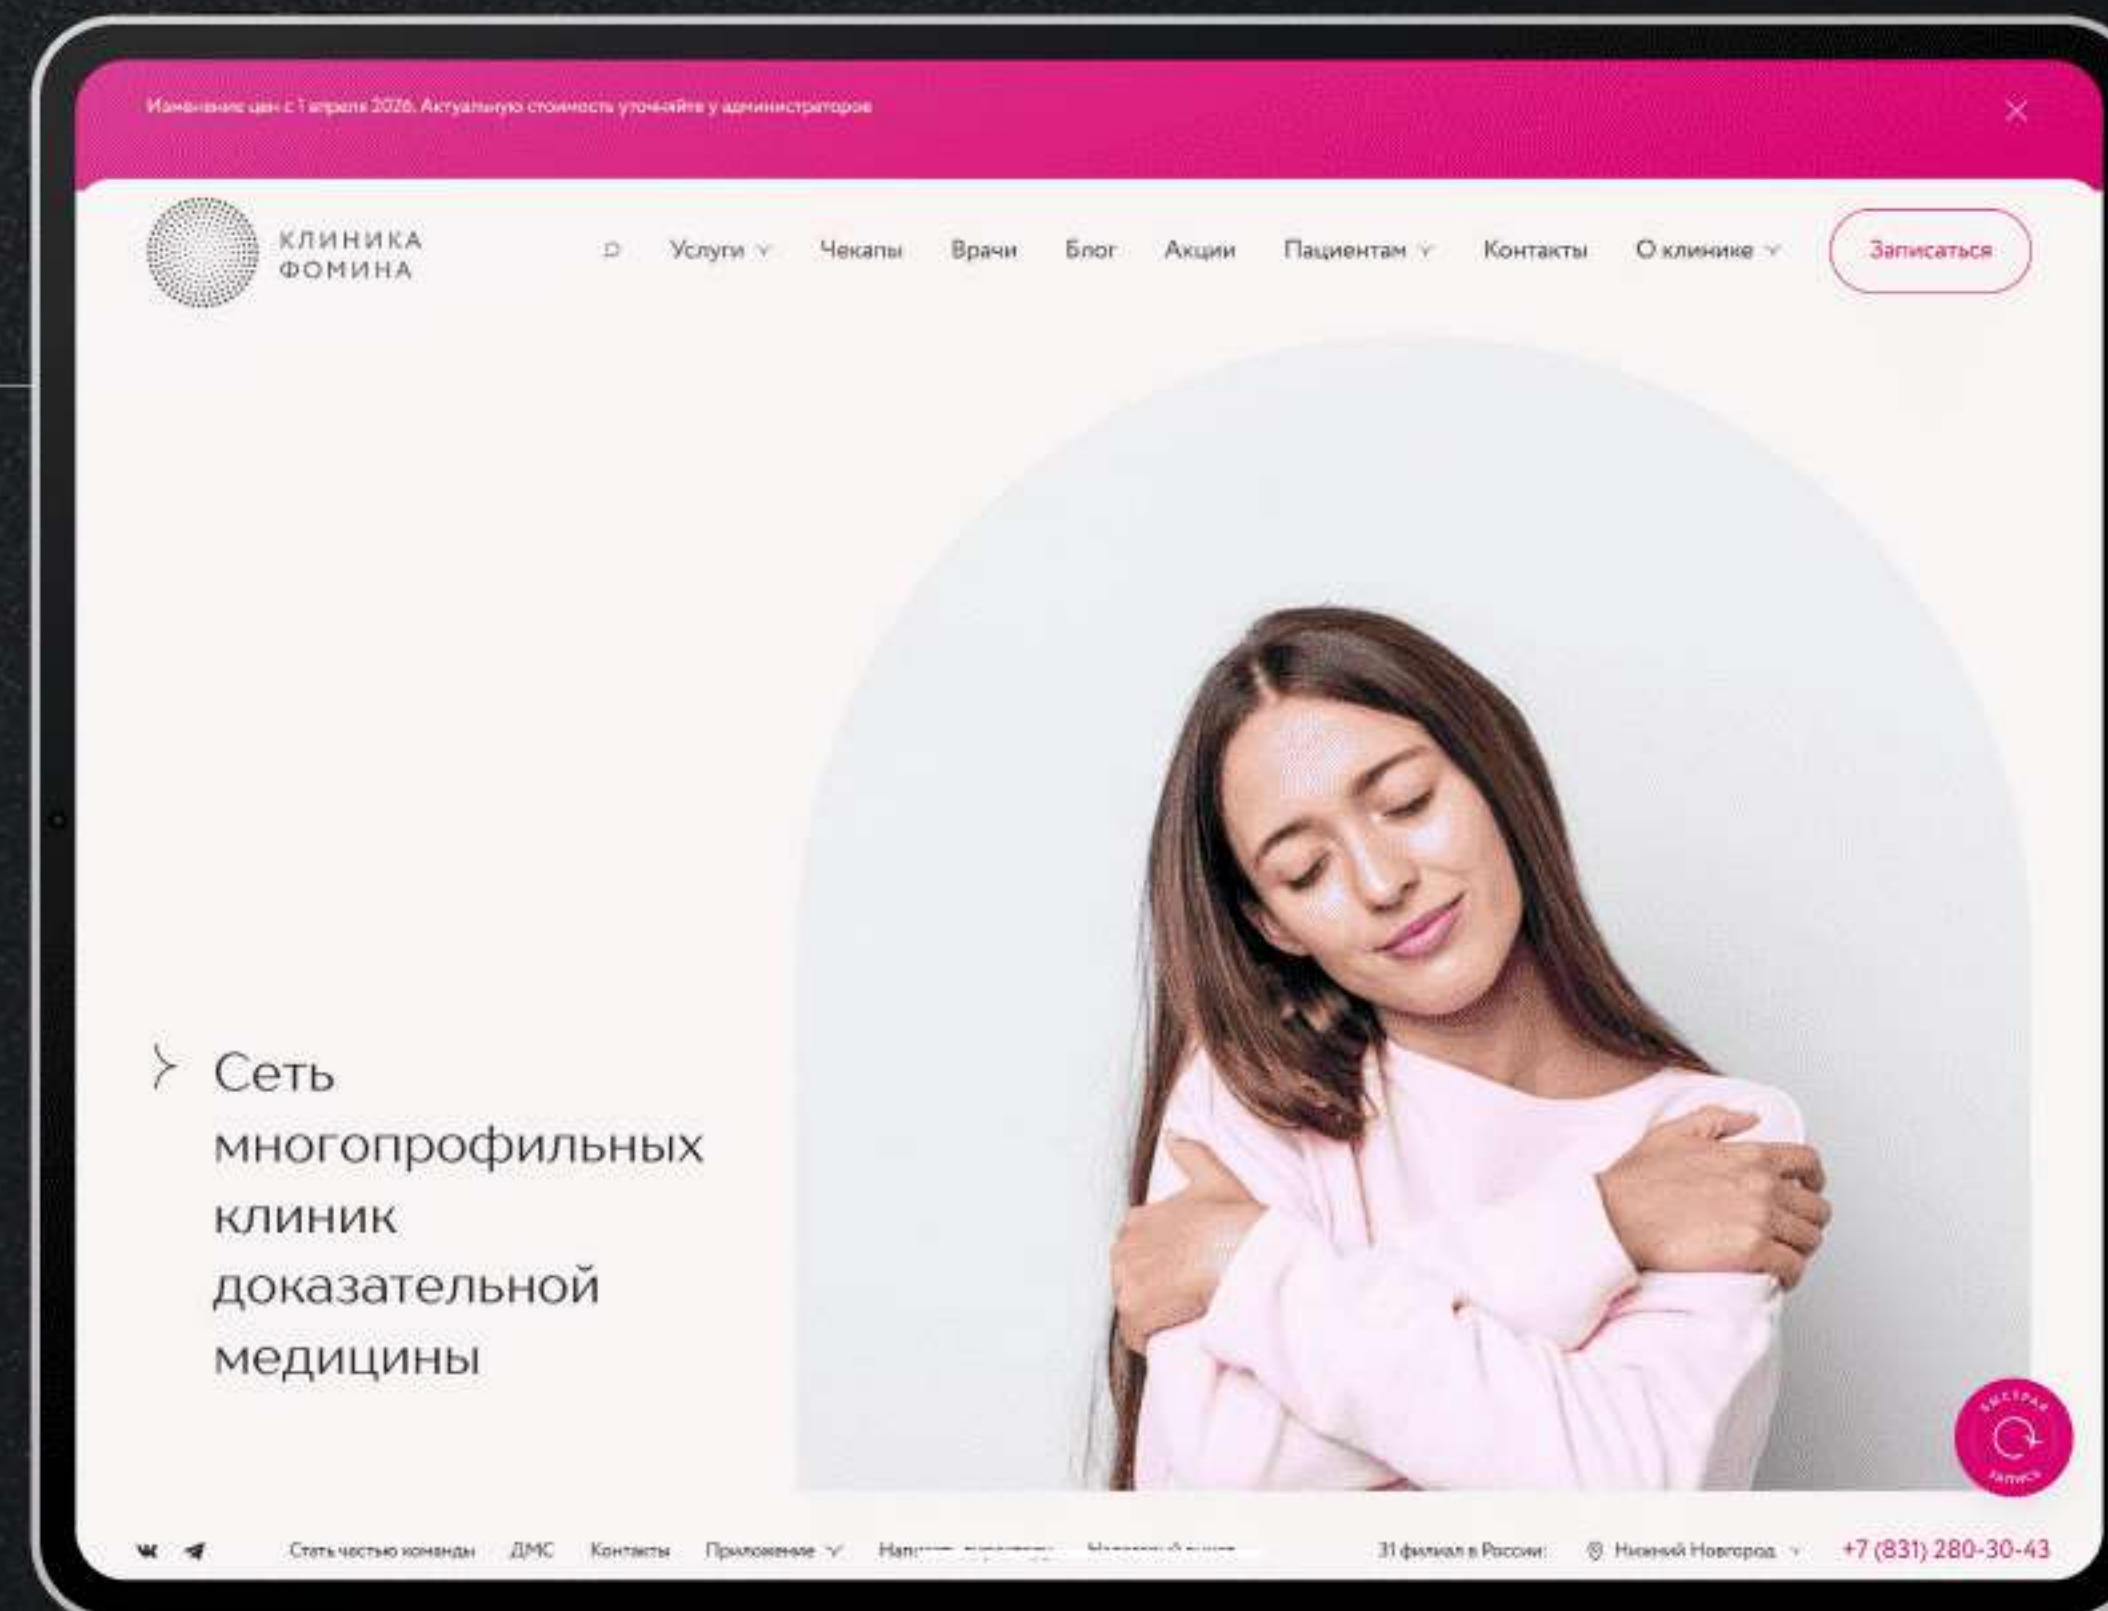 Изменение цен с 1 апреля 2026. Актуальную стоимость уточняйте у администраторов
КЛИНИКА
ФОМИНА
Услуги
Чекапы
Врачи
Блог
Акции
Пациентам
Контакты
О клинике
Записаться
Сеть
многопрофильных
клиник
доказательной
медицины
БЫСТРАЯ
ЗАПИСЬ
Стать частью команды
ДМС
Контакты
Приложение
31 филиал в России:
Нижний Новгород
+7 (831) 280-30-43